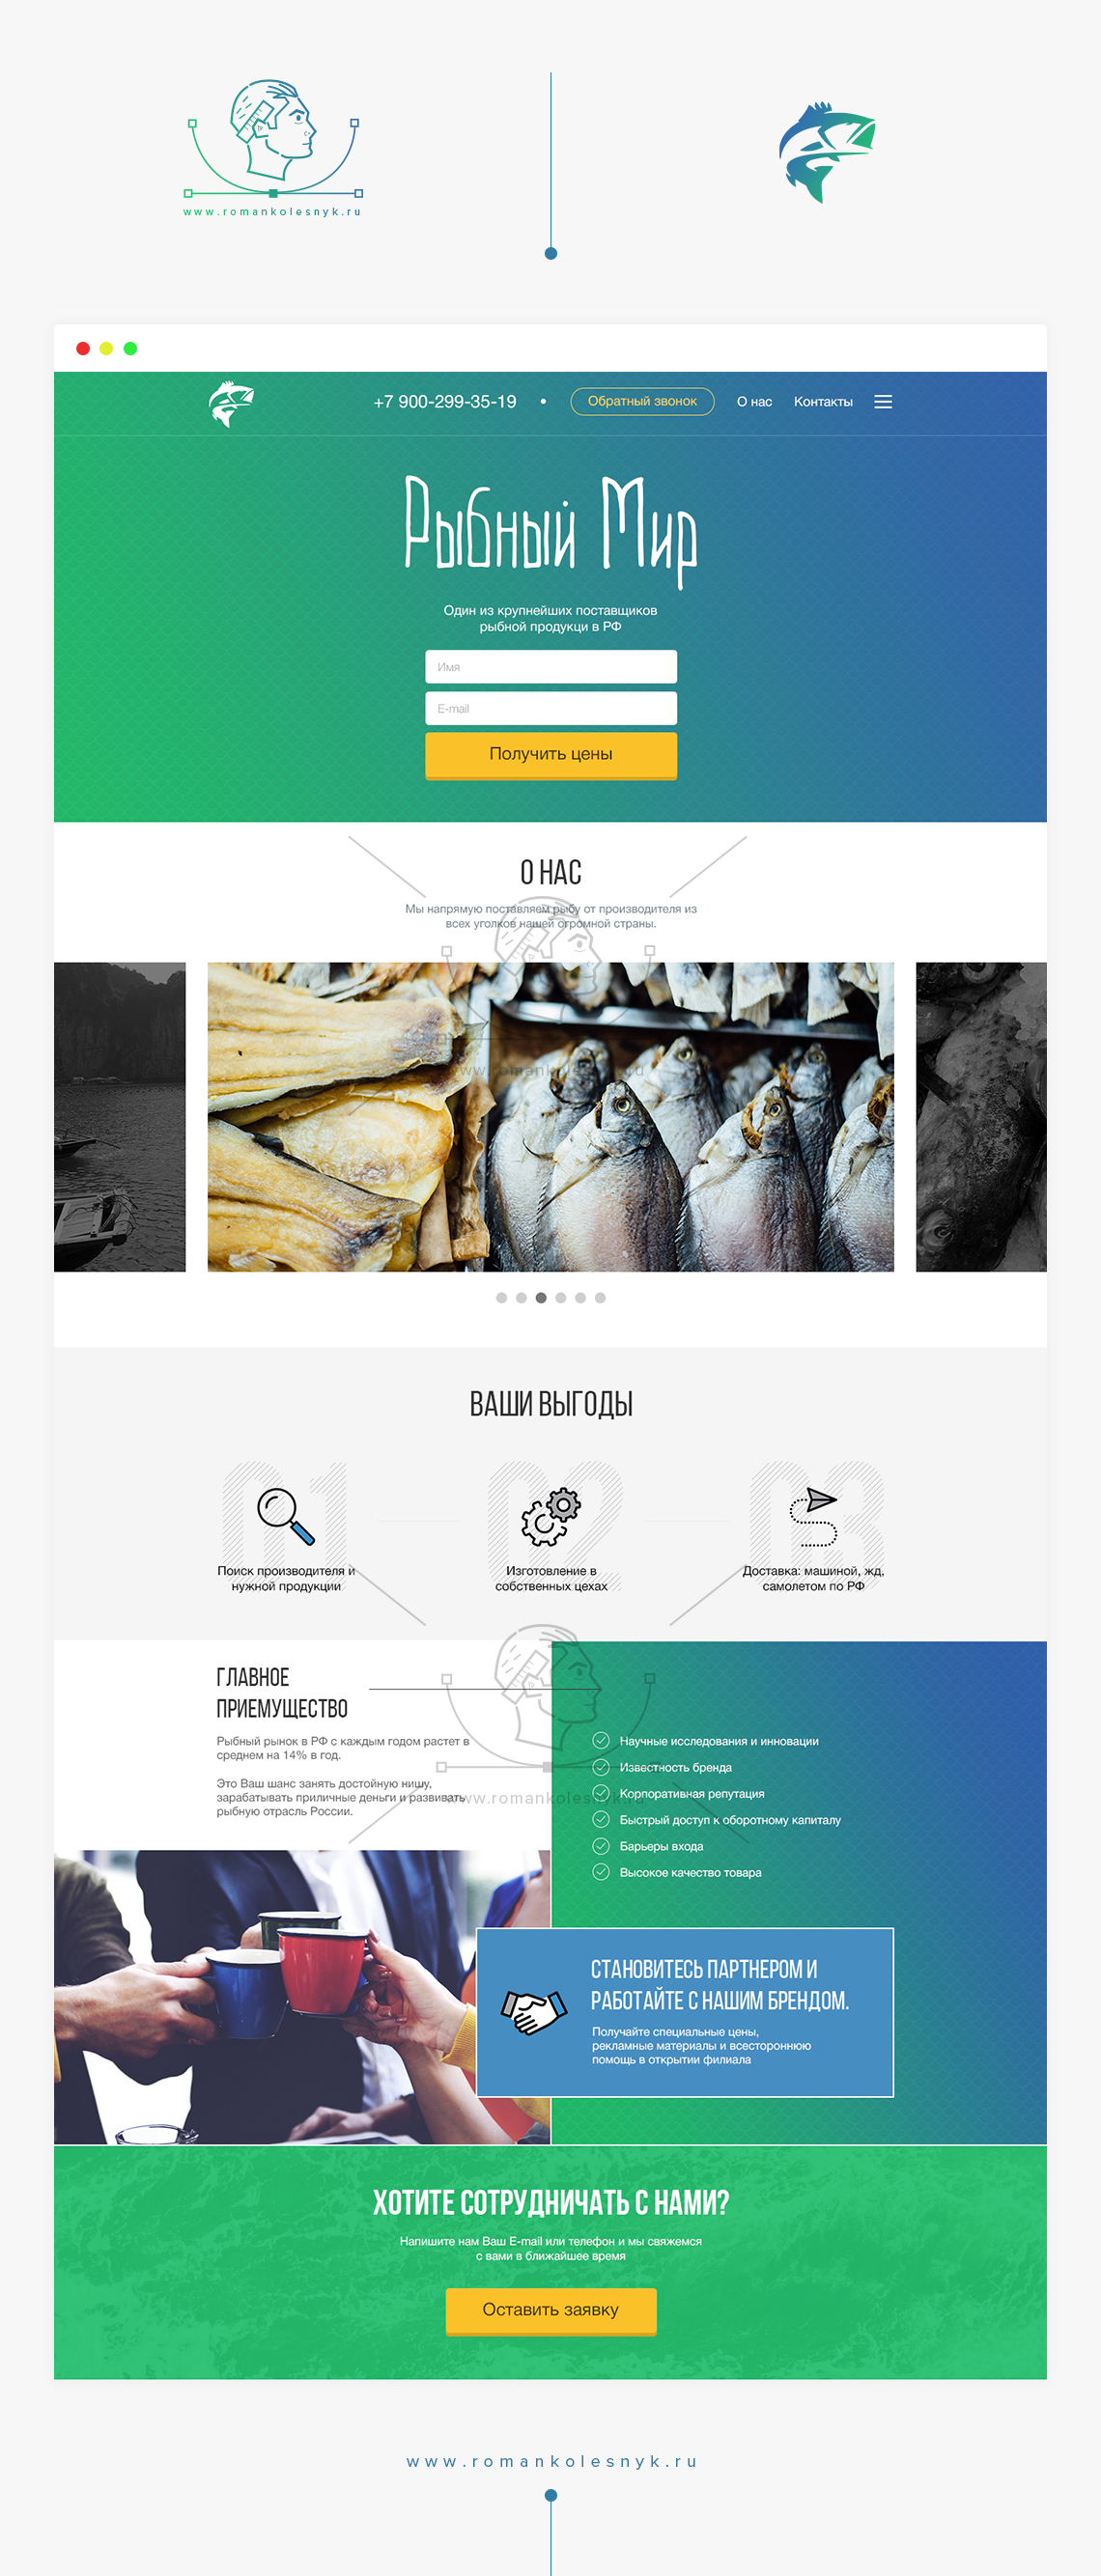 www.romankolesnyk.ru
+7 900-299-35-19 • Обратный звонок О нас Контакты
Рыбный Мир
Один из крупнейших поставщиков
рыбной продукци в РФ
Имя
E-mail
Получить цены
О НАС
Мы напрямую поставляем рыбу от производителя из
всех уголков нашей огромной страны.
www.romankolesnyk.ru
ВАШИ ВЫГОДЫ
01
Поиск производителя и
нужной продукции
02
Изготовление в
собственных цехах
03
Доставка: машиной, жд,
самолетом по РФ
ГЛАВНОЕ
ПРИЕМУЩЕСТВО
Рыбный рынок в РФ с каждым годом растет в
среднем на 14% в год.
Это Ваш шанс занять достойную нишу,
зарабатывать приличные деньги и развивать
рыбную отрасль России.
www.romankolesnyk.ru
Научные исследования и инновации
Известность бренда
Корпоративная репутация
Быстрый доступ к оборотному капиталу
Барьеры входа
Высокое качество товара
СТАНОВИТЕСЬ ПАРТНЕРОМ И
РАБОТАЙТЕ С НАШИМ БРЕНДОМ.
Получайте специальные цены,
рекламные материалы и всестороннюю
помощь в открытии филиала
ХОТИТЕ СОТРУДНИЧАТЬ С НАМИ?
Напишите нам Ваш E-mail или телефон и мы свяжемся
с вами в ближайшее время
Оставить заявку
www.romankolesnyk.ru